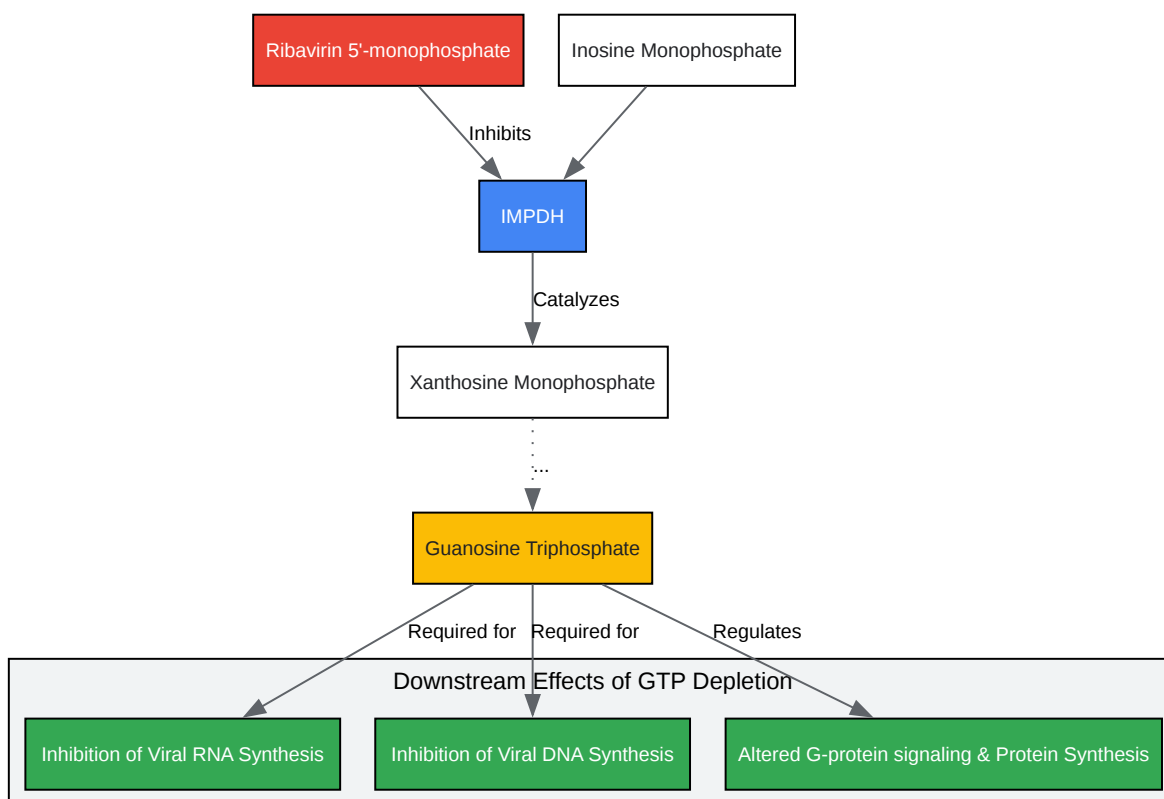 Ribavirin 5'-monophosphate
Inosine Monophosphate
Inhibits
IMPDH
Catalyzes
Xanthosine Monophosphate
...
Guanosine Triphosphate
Required for
Required for
Regulates
Downstream Effects of GTP Depletion
Inhibition of Viral RNA Synthesis
Inhibition of Viral DNA Synthesis
Altered G-protein signaling & Protein Synthesis